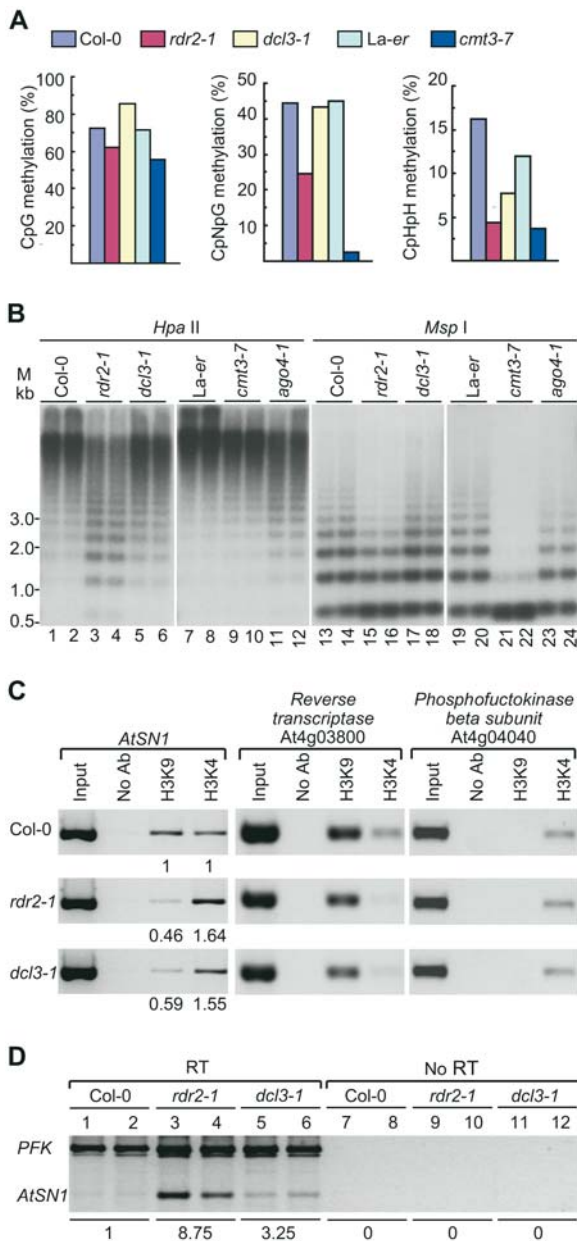 A
Col-0 rdr2-1 dcl3-1 La-er cmt3-7
CpG methylation (%)
100
80
60
40
20
CpNpG methylation (%)
50
40
30
20
10
CpHpH methylation (%)
20
15
10
5
B
Hpa II Msp I
M
kb
Col-0 rdr2-1 dcl3-1 La-er cmt3-7 ago4-1 Col-0 rdr2-1 dcl3-1 La-er cmt3-7 ago4-1
3.0-
2.0-
1.0-
0.5-
1 2 3 4 5 6 7 8 9 10 11 12 13 14 15 16 17 18 19 20 21 22 23 24
C
AtSN1
Reverse
transcriptase
At4g03800
Phosphofuctokinase
beta subunit
At4g04040
Input No Ab H3K9 H3K4 Input No Ab H3K9 H3K4 Input No Ab H3K9 H3K4
Col-0
1 1
rdr2-1
0.46 1.64
dcl3-1
0.59 1.55
D
RT No RT
Col-0 rdr2-1 dcl3-1 Col-0 rdr2-1 dcl3-1
1 2 3 4 5 6 7 8 9 10 11 12
PFK
AtSN1
1 8.75 3.25 0 0 0